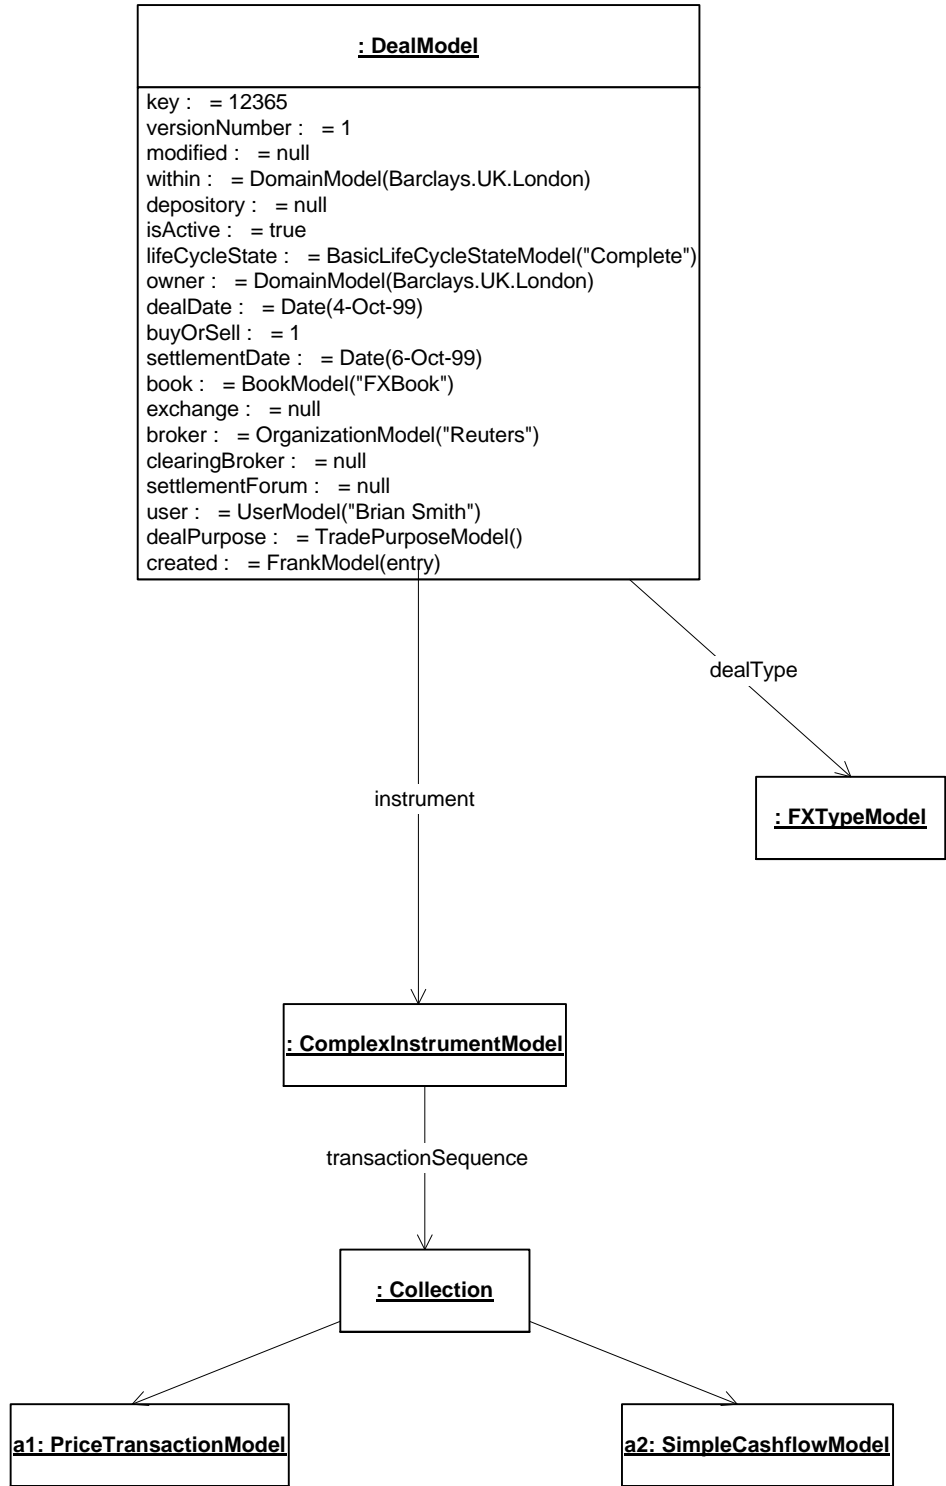 : DealModel
key :   = 12365
versionNumber :   = 1
modified :   = null
within :   = DomainModel(Barclays.UK.London)
depository :   = null
isActive :   = true
lifeCycleState :   = BasicLifeCycleStateModel("Complete")
owner :   = DomainModel(Barclays.UK.London)
dealDate :   = Date(4-Oct-99)
buyOrSell :   = 1
settlementDate :   = Date(6-Oct-99)
book :   = BookModel("FXBook")
exchange :   = null
broker :   = OrganizationModel("Reuters")
clearingBroker :   = null
settlementForum :   = null
user :   = UserModel("Brian Smith")
dealPurpose :   = TradePurposeModel()
created :   = FrankModel(entry)
dealType
instrument
: FXTypeModel
: ComplexInstrumentModel
transactionSequence
: Collection
a1: PriceTransactionModel
a2: SimpleCashflowModel